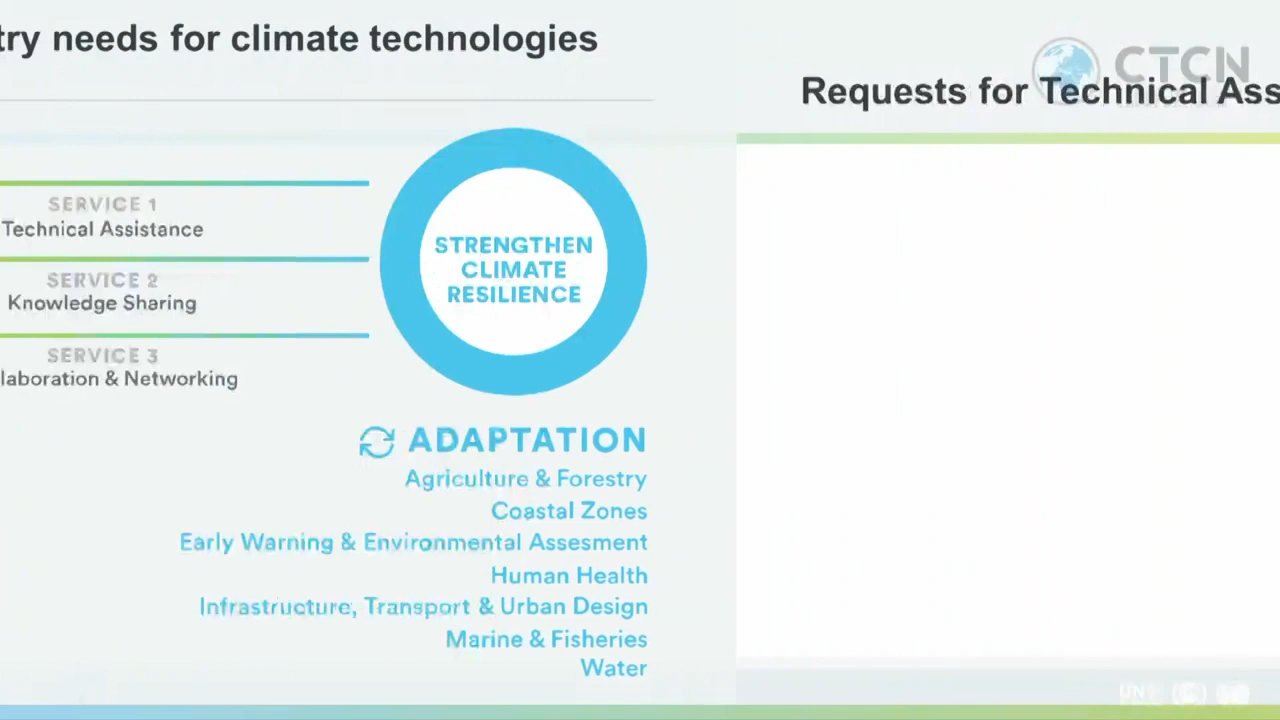 try needs for climate technologies
CTCN
Requests for Technical Ass
SERVICE 1
Technical Assistance
SERVICE 2
Knowledge Sharing
SERVICE 3
laboration & Networking
STRENGTHEN
CLIMATE
RESILIENCE
ADAPTATION
Agriculture & Forestry
Coastal Zones
Early Warning & Environmental Assesment
Human Health
Infrastructure, Transport & Urban Design
Marine & Fisheries
Water